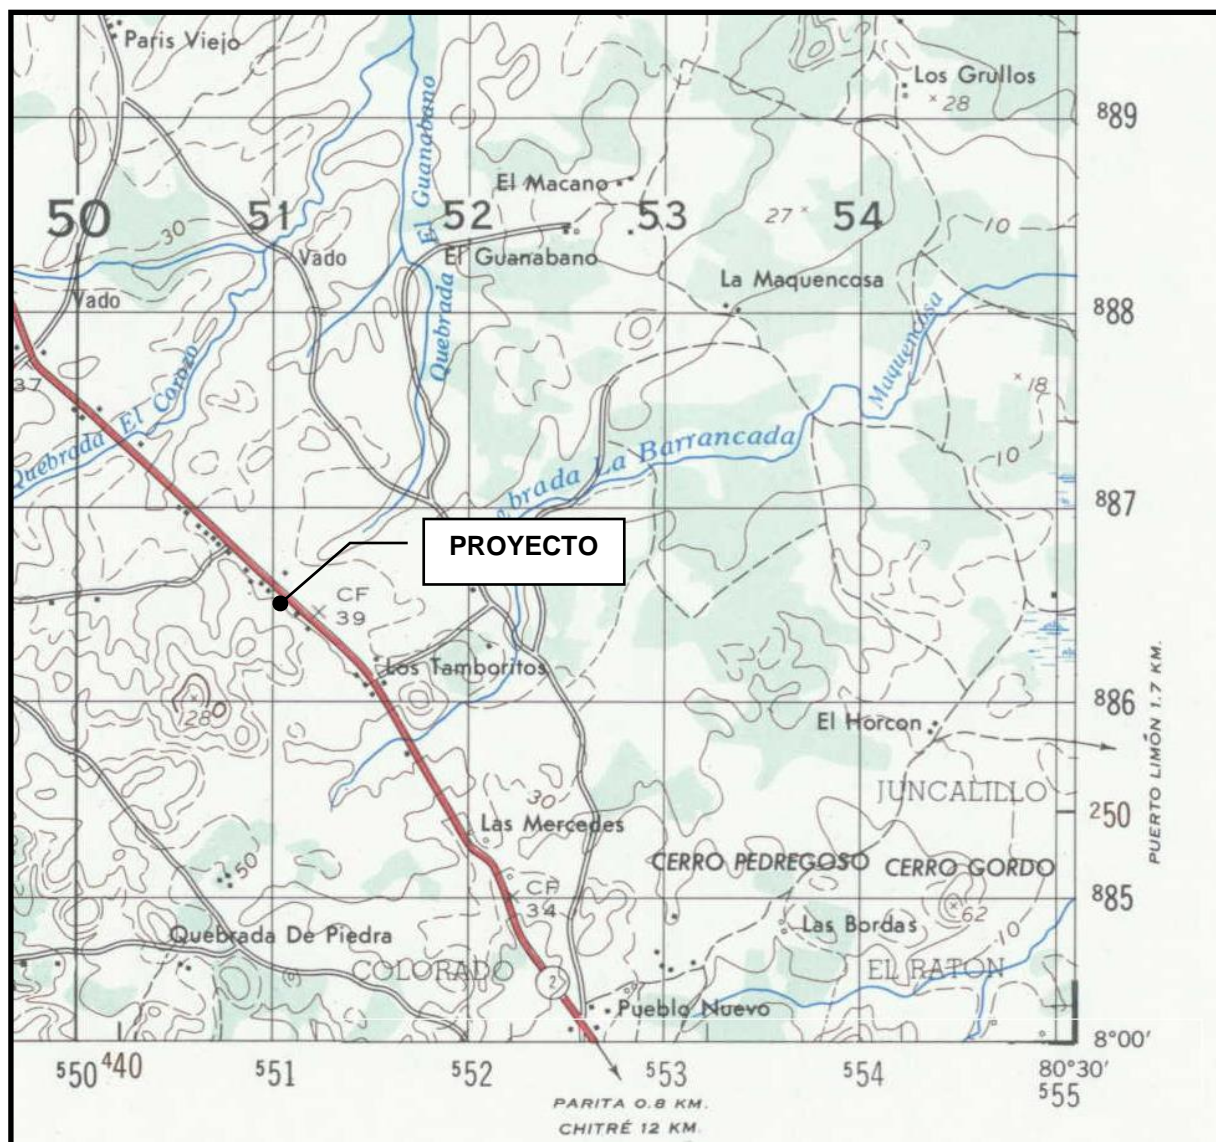 Paris Viejo
Los Grullos
28
889
El Guanabano
El Macano
50
51
52
53
54
27
10
30
Vado
El Guanabano
La Maquencosa
Vado
888
Quebrada
Maquencosa
37
18
Quebrada El Corozo
Quebrada La Barrancada
10
887
PROYECTO
CF
39
Los Tamboritos
886
El Horcon
PUERTO LIMÓN 1.7 KM.
JUNCALILLO
250
30
Las Mercedes
CERRO PEDREGOSO
CERRO GORDO
50
CF
34
885
62
Las Bordas
10
Quebrada De Piedra
COLORADO
EL RATON
2
Pueblo Nuevo
8°00'
550
440
551
552
553
554
80°30'
555
PARITA 0.8 KM.
CHITRÉ 12 KM.